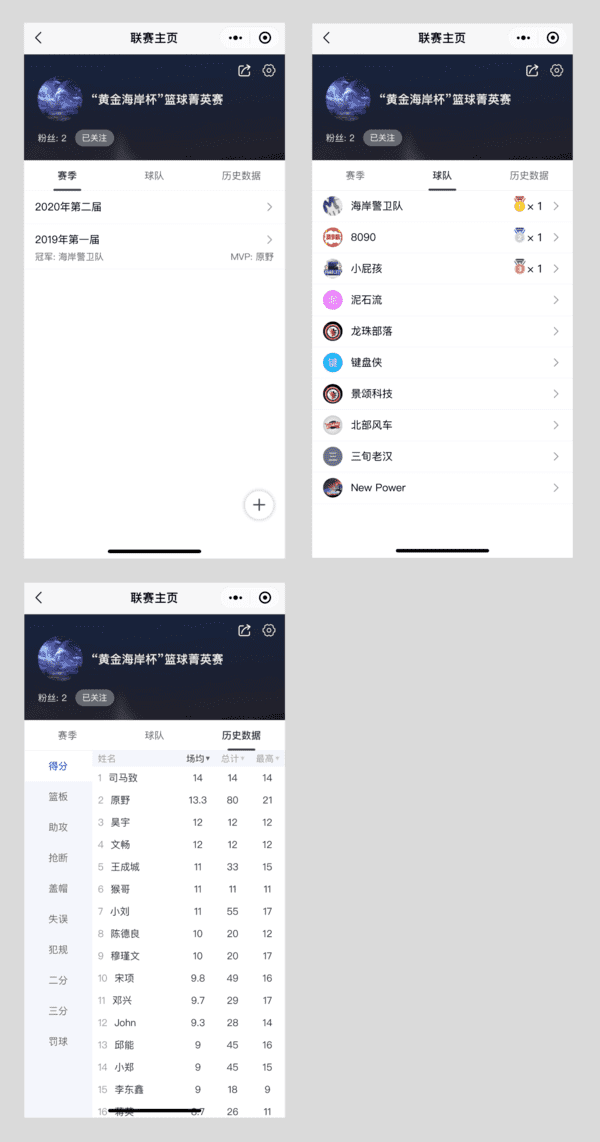 联赛主页
“黄金海岸杯”篮球菁英赛
粉丝: 2 已关注
赛季 球队 历史数据
2020年第二届
2019年第一届
冠军: 海岸警卫队 MVP: 原野
联赛主页
“黄金海岸杯”篮球菁英赛
粉丝: 2 已关注
赛季 球队 历史数据
海岸警卫队 × 1
8090 × 1
小屁孩 × 1
泥石流
龙珠部落
键 键盘侠
景颂科技
北部风车
三旬老汉
New Power
联赛主页
“黄金海岸杯”篮球菁英赛
粉丝: 2 已关注
赛季 球队 历史数据
得分
篮板
助攻
抢断
盖帽
失误
犯规
二分
三分
罚球
姓名 场均▼ 总计▼ 最高▼
1 司马致 14 14 14
2 原野 13.3 80 21
3 吴宇 12 12 12
4 文畅 12 12 12
5 王成城 11 33 15
6 猴哥 11 11 11
7 小刘 11 55 17
8 陈德良 10 20 12
9 穆瑾文 10 20 17
10 宋项 9.8 49 16
11 邓兴 9.7 29 17
12 John 9.3 28 14
13 邱能 9 45 16
14 小郑 9 45 15
15 李东鑫 9 18 9
16 8.7 26 11